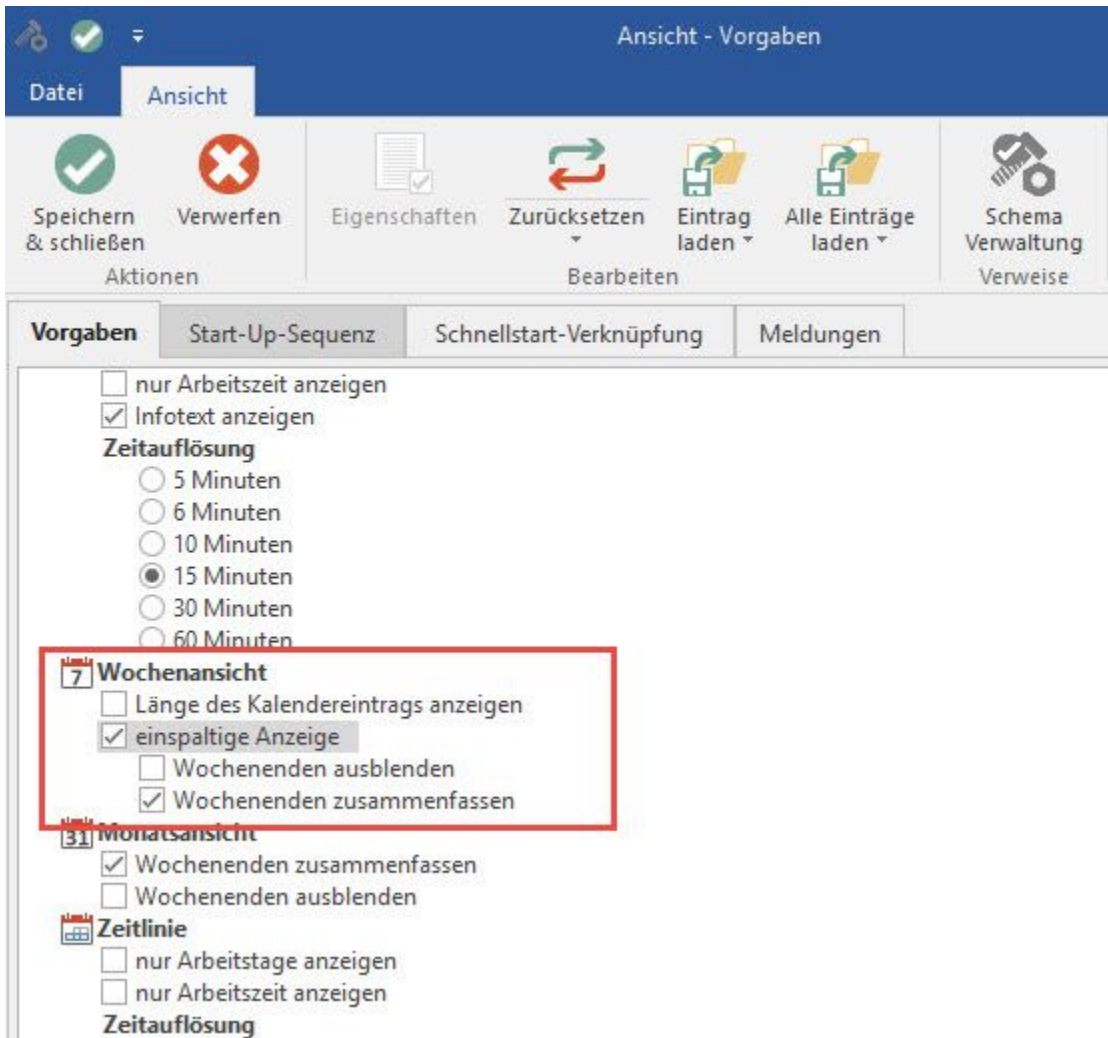 Ansicht - Vorgaben
Datei Ansicht
Speichern & schließen Verwerfen Eigenschaften Zurücksetzen Eintrag laden Alle Einträge laden Schema Verwaltung
Aktionen Bearbeiten Verweise
Vorgaben Start-Up-Sequenz Schnellstart-Verknüpfung Meldungen
nur Arbeitszeit anzeigen
Infotext anzeigen
Zeitauflösung
5 Minuten
6 Minuten
10 Minuten
15 Minuten
30 Minuten
60 Minuten
7 Wochenansicht
Länge des Kalendereintrags anzeigen
einspaltige Anzeige
Wochenenden ausblenden
Wochenenden zusammenfassen
31 Monatsansicht
Wochenenden zusammenfassen
Wochenenden ausblenden
Zeitlinie
nur Arbeitstage anzeigen
nur Arbeitszeit anzeigen
Zeitauflösung